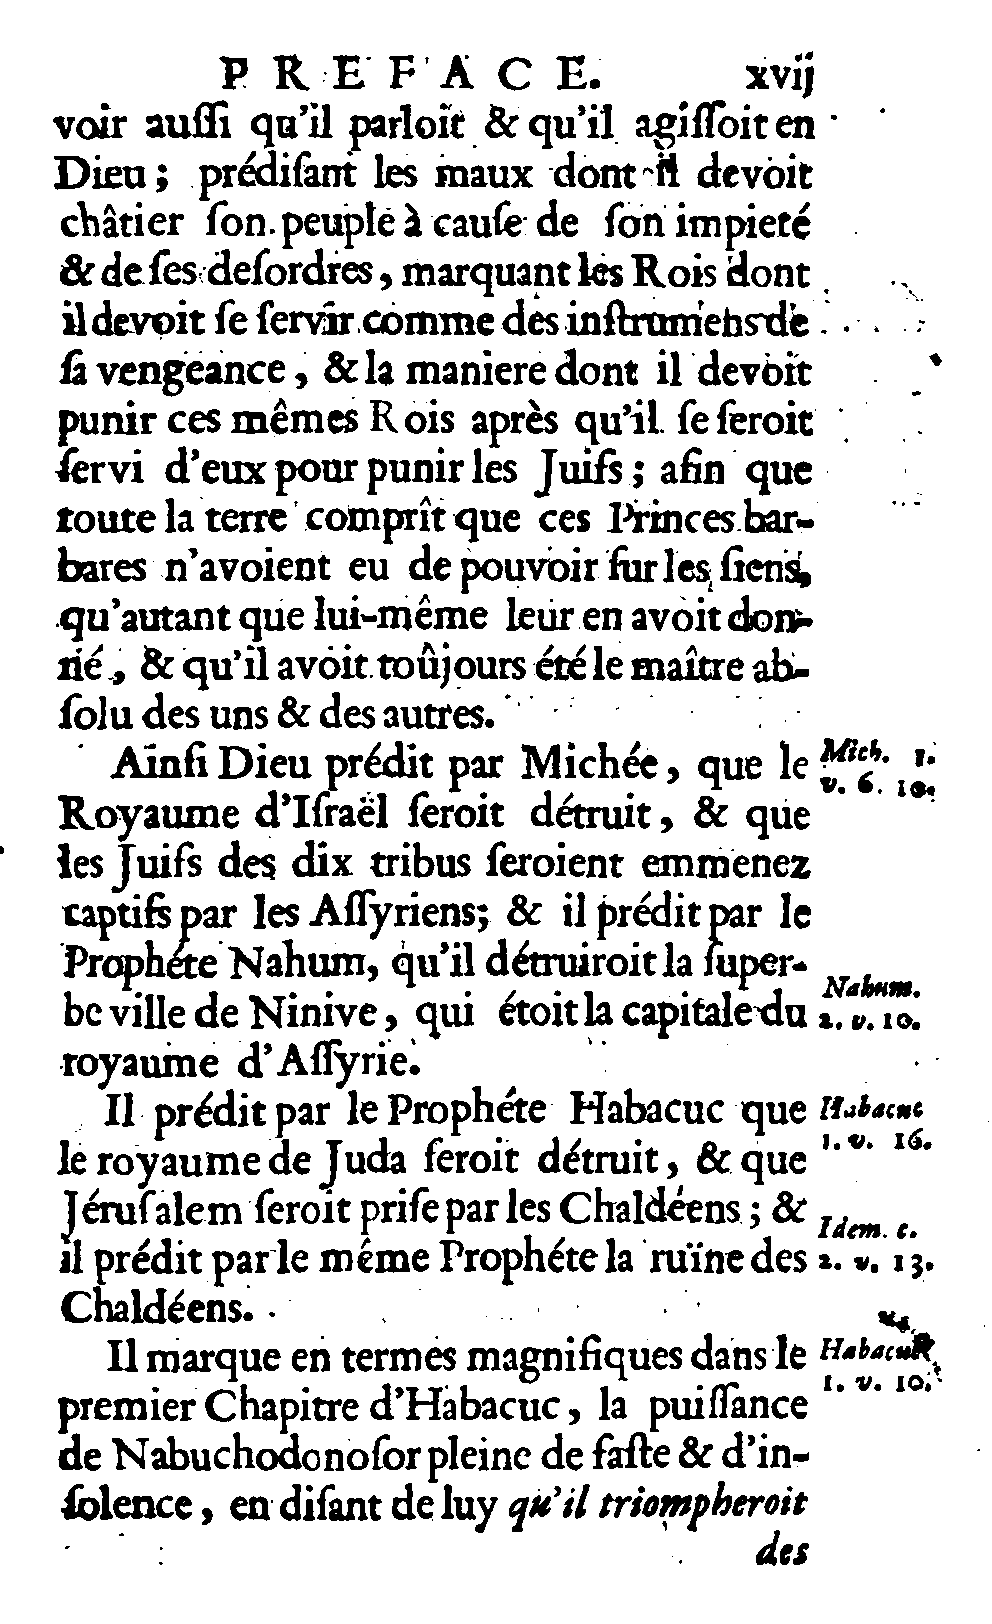 PREFACE. xvij
voir auſſi qu'il parloit & qu'il agiſſoit en
Dieu ; prédiſant les maux dont il devoit
châtier ſon peuple à cauſe de ſon impieté
& de ſes deſordres, marquant les Rois dont
il devoit ſe ſervir comme des inſtrumens de
ſa vengeance, & la maniere dont il devoit
punir ces mêmes Rois après qu'il ſe ſeroit
ſervi d'eux pour punir les Juifs ; afin que
toute la terre comprît que ces Princes bar-
bares n'avoient eu de pouvoir ſur les ſiens,
qu'autant que lui-même leur en avoit don-
né, & qu'il avoit toûjours été le maître ab-
ſolu des uns & des autres.
Ainſi Dieu prédit par Michée, que le
Mich. 1.
v. 6. 10.
Royaume d'Iſraël ſeroit détruit, & que
les Juifs des dix tribus ſeroient emmenez
captifs par les Aſſyriens; & il prédit par le
Prophéte Nahum, qu'il détruiroit la ſuper-
be ville de Ninive, qui étoit la capitale du
Nahum.
2. v. 10.
royaume d'Aſſyrie.
Il prédit par le Prophéte Habacuc que
Habacuc
1. v. 16.
le royaume de Juda ſeroit détruit, & que
Jéruſalem ſeroit priſe par les Chaldéens ; &
il prédit par le même Prophéte la ruïne des
Idem. c.
2. v. 13.
Chaldéens.
Il marque en termes magnifiques dans le
Habacuc
1. v. 10.
premier Chapitre d'Habacuc, la puiſſance
de Nabuchodonoſor pleine de faſte & d'in-
ſolence, en diſant de luy qu'il triompheroit
des